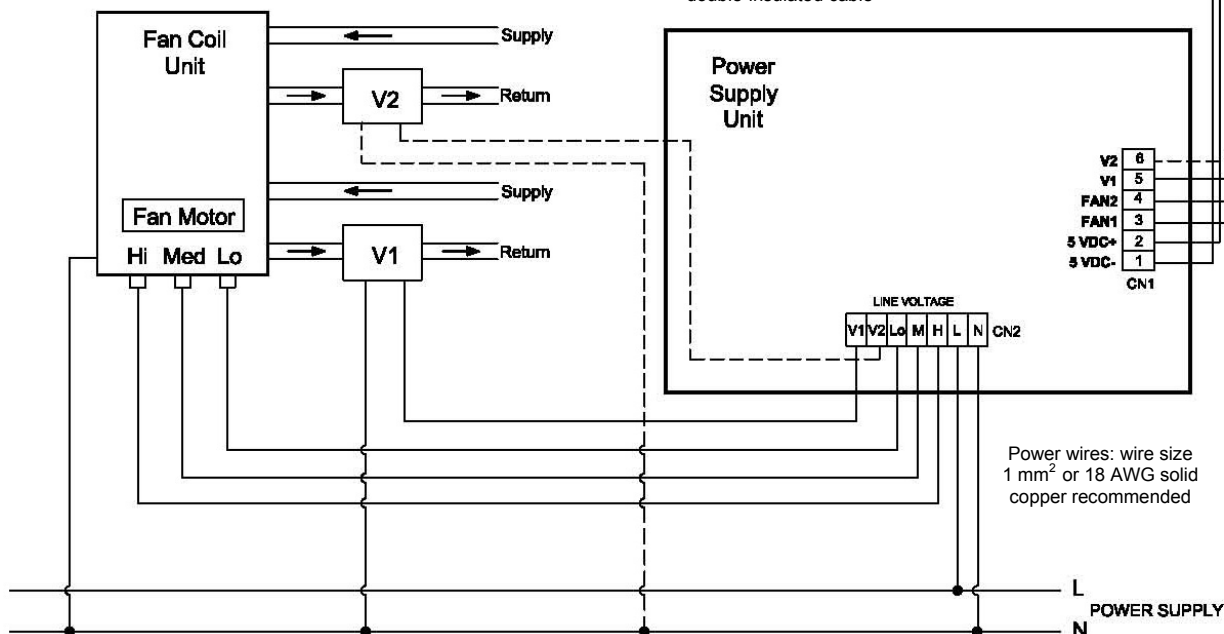 double insulated cable
Fan Coil
Unit
Supply
V2
Return
Supply
Fan Motor
Hi Med Lo
V1
Return
Power
Supply
Unit
V2 6
V1 5
FAN2 4
FAN1 3
5 VDC+ 2
5 VDC- 1
CN1
LINE VOLTAGE
V1 V2 Lo M H L N CN2
Power wires: wire size
1 mm2 or 18 AWG solid
copper recommended
L
POWER SUPPLY
N